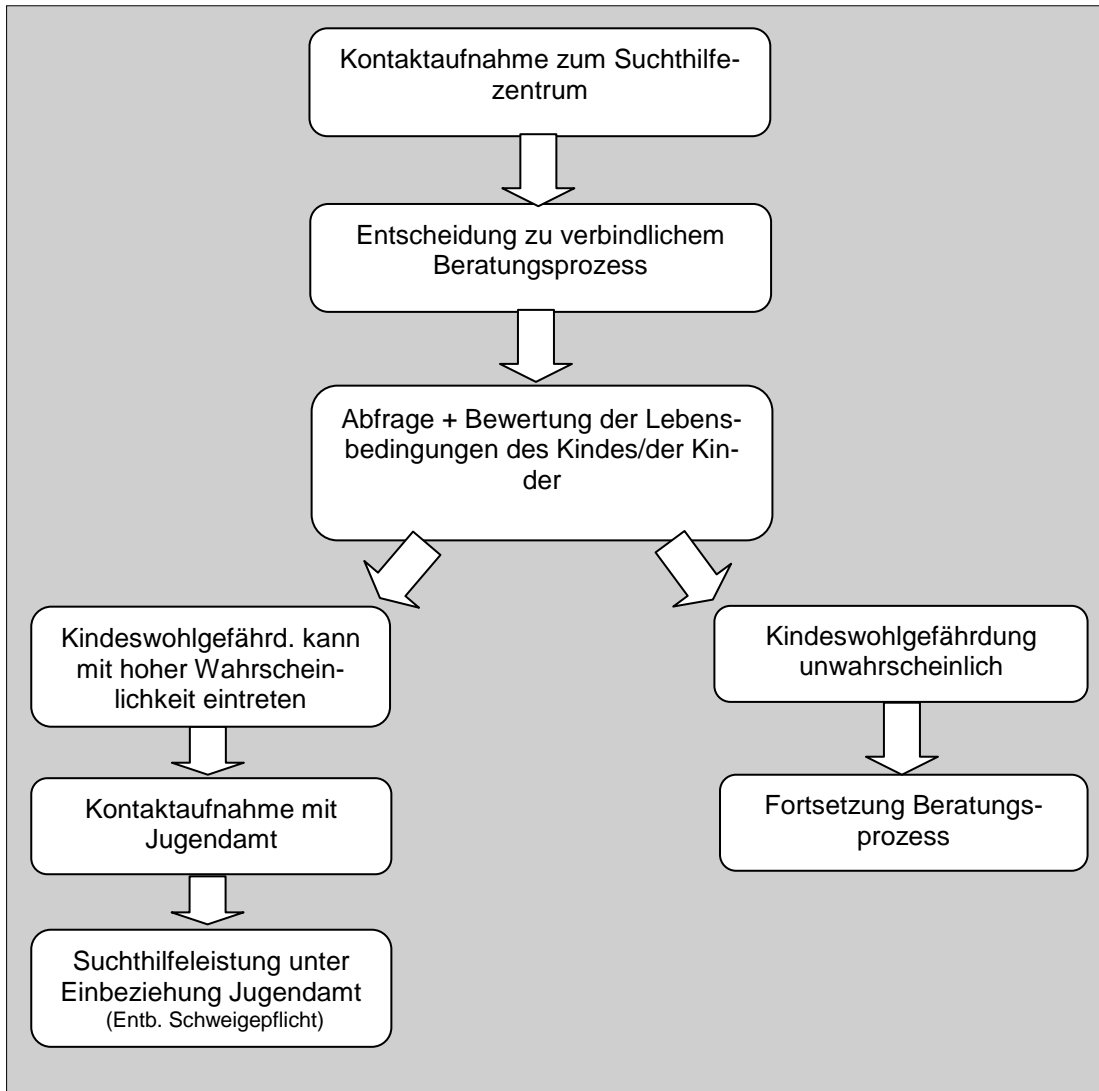 Kontaktaufnahme zum Suchthilfe-
zentrum
Entscheidung zu verbindlichem
Beratungsprozess
Abfrage + Bewertung der Lebens-
bedingungen des Kindes/der Kin-
der
Kindeswohlgefährd. kann
mit hoher Wahrschein-
lichkeit eintreten
Kontaktaufnahme mit
Jugendamt
Suchthilfeleistung unter
Einbeziehung Jugendamt
(Entb. Schweigepflicht)
Kindeswohlgefährdung
unwahrscheinlich
Fortsetzung Beratungs-
prozess